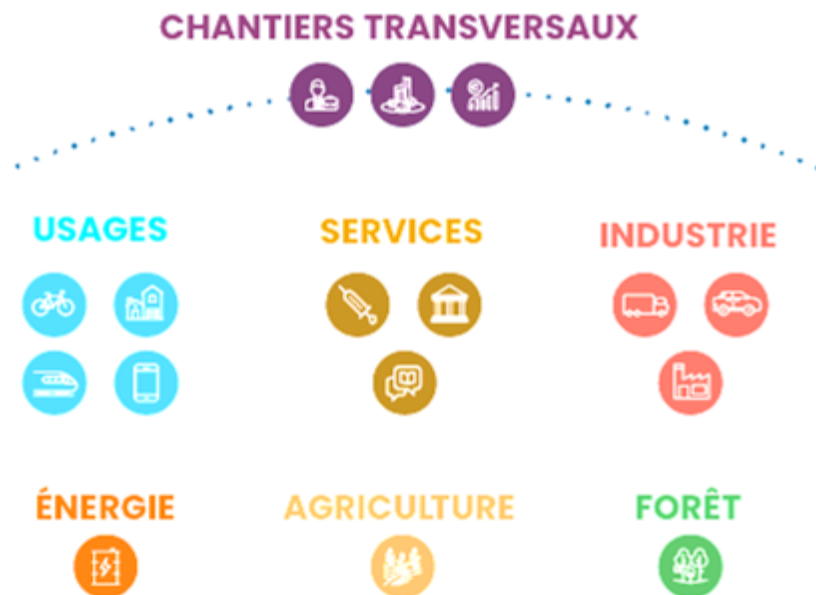 CHANTIERS TRANSVERSAUX
USAGES
SERVICES
INDUSTRIE
ÉNERGIE
AGRICULTURE
FORÊT